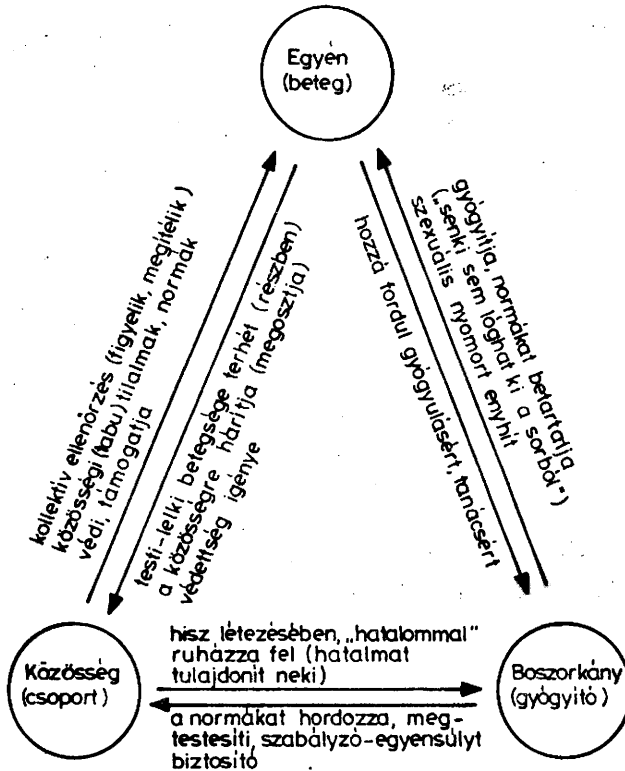 Egyén
(beteg)
kollektív ellenőrzés (figyelik, megítélik)
közösségi (tabu) tilalmak, normák
védi, támogatja
testi-lelki betegsége terhét (részben)
a közösségre hárítja (megosztja)
védettség igénye
hozzá fordul gyógyulásért, tanácsért
gyógyítja, normákat betartatja
(„senki sem lóghat ki a sorból")
szexuális nyomort enyhít
Közösség
(csoport)
hisz létezésében, „hatalommal"
ruházza fel (hatalmat
tulajdonit neki)
a normákat hordozza, meg-
testesíti, szabályzó-egyensúlyt
biztosító
Boszorkány
(gyógyító)